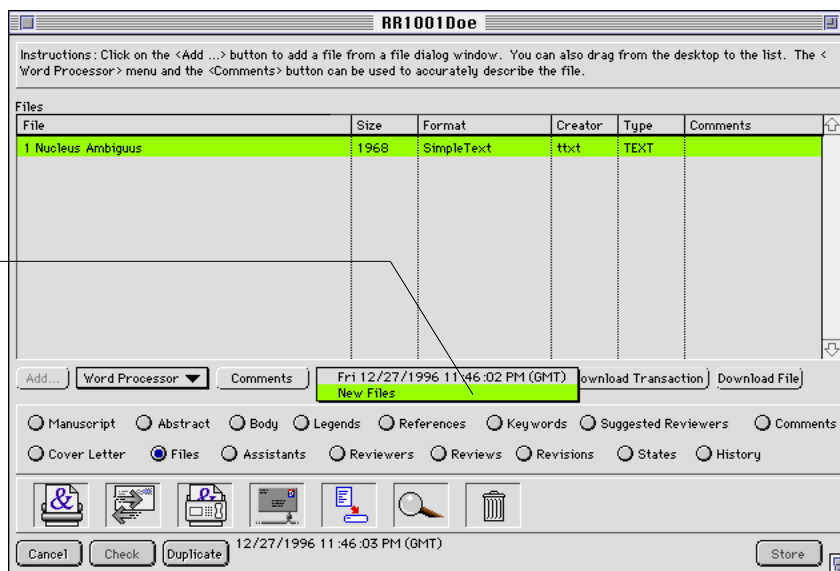 RR1001Doe
Instructions: Click on the <Add ...> button to add a file from a file dialog window. You can also drag from the desktop to the list. The <
Word Processor> menu and the <Comments> button can be used to accurately describe the file.
Files
File Size Format Creator Type Comments
1 Nucleus Ambiguus 1968 SimpleText ttxt TEXT
Add... Word Processor Comments Fri 12/27/1996 11:46:02 PM (GMT) ownload Transaction Download File
New Files
Manuscript Abstract Body Legends References Keywords Suggested Reviewers Comments
Cover Letter Files Assistants Reviewers Reviews Revisions States History
& &
Cancel Check Duplicate 12/27/1996 11:46:03 PM (GMT) Store